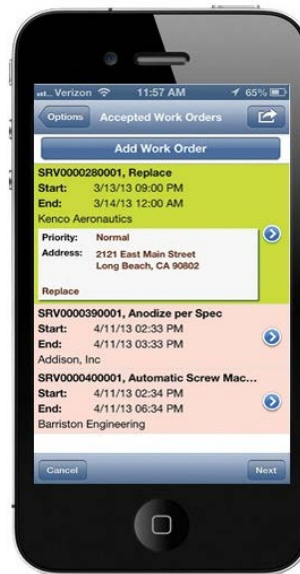 Verizon 11:57 AM 65%
Options Accepted Work Orders
Add Work Order
SRV0000280001, Replace
Start: 3/13/13 09:00 PM
End: 3/14/13 12:00 AM
Kenco Aeronautics
Priority: Normal
Address: 2121 East Main Street
Long Beach, CA 90802
Replace
SRV0000390001, Anodize per Spec
Start: 4/11/13 02:33 PM
End: 4/11/13 03:33 PM
Addison, Inc
SRV0000400001, Automatic Screw Mac...
Start: 4/11/13 02:34 PM
End: 4/11/13 06:34 PM
Barriston Engineering
Cancel Next